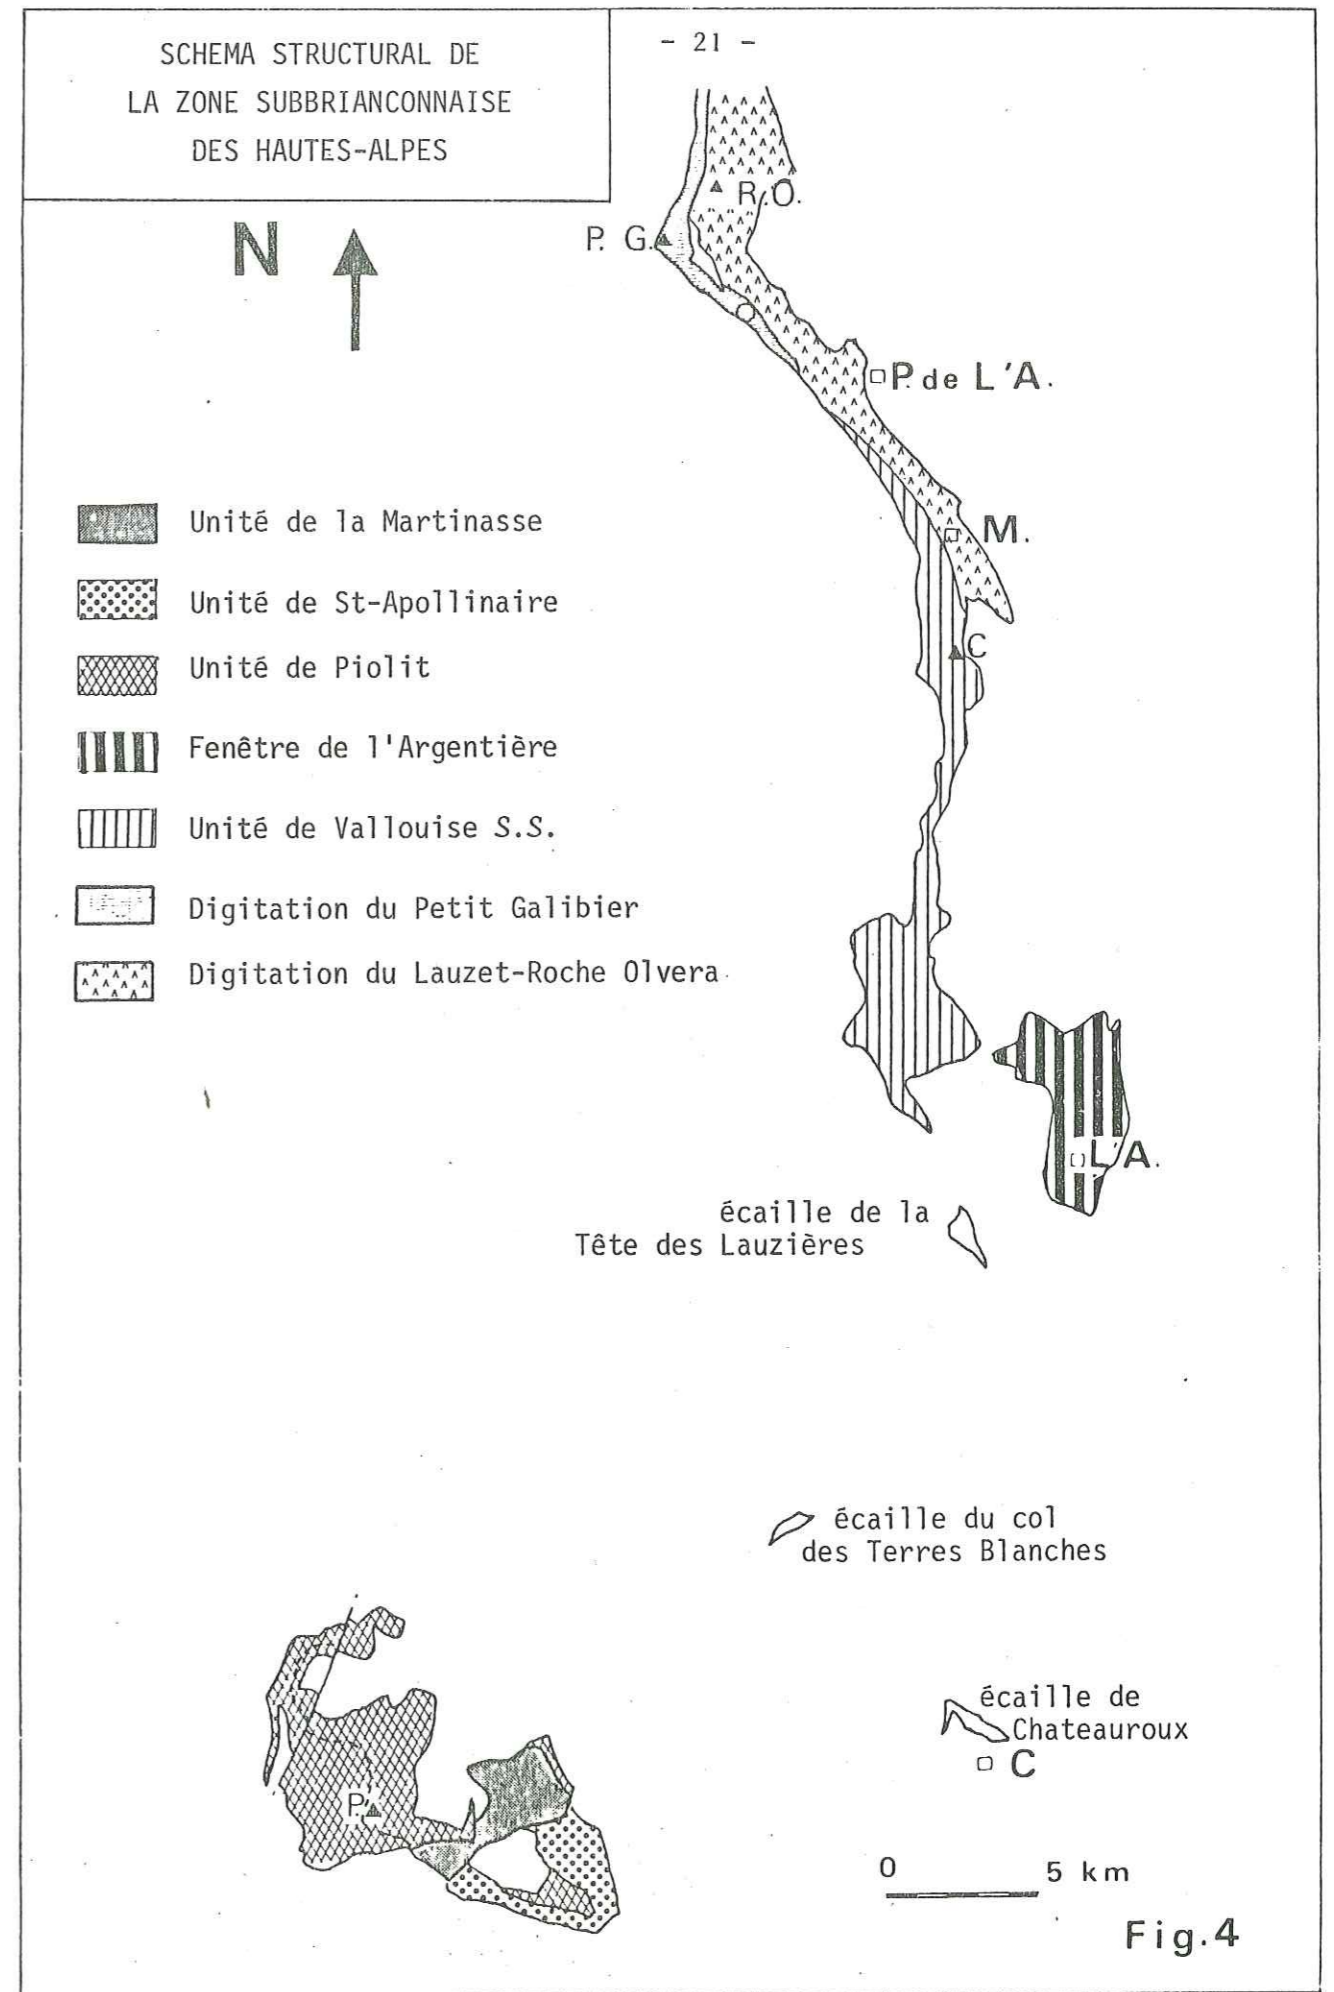 SCHEMA STRUCTURAL DE
LA ZONE SUBBRIANCONNAISE
DES HAUTES-ALPES
- 21 -
N
R.O.
P. G.
P. de L'A.
M.
C
Unité de la Martinasse
Unité de St-Apollinaire
Unité de Piolit
Fenêtre de l'Argentière
Unité de Vallouise S.S.
Digitation du Petit Galibier
Digitation du Lauzet-Roche Olvera
L'A.
écaille de la
Tête des Lauzières
écaille du col
des Terres Blanches
écaille de
Chateauroux
C
P.
0 5 km
Fig.4